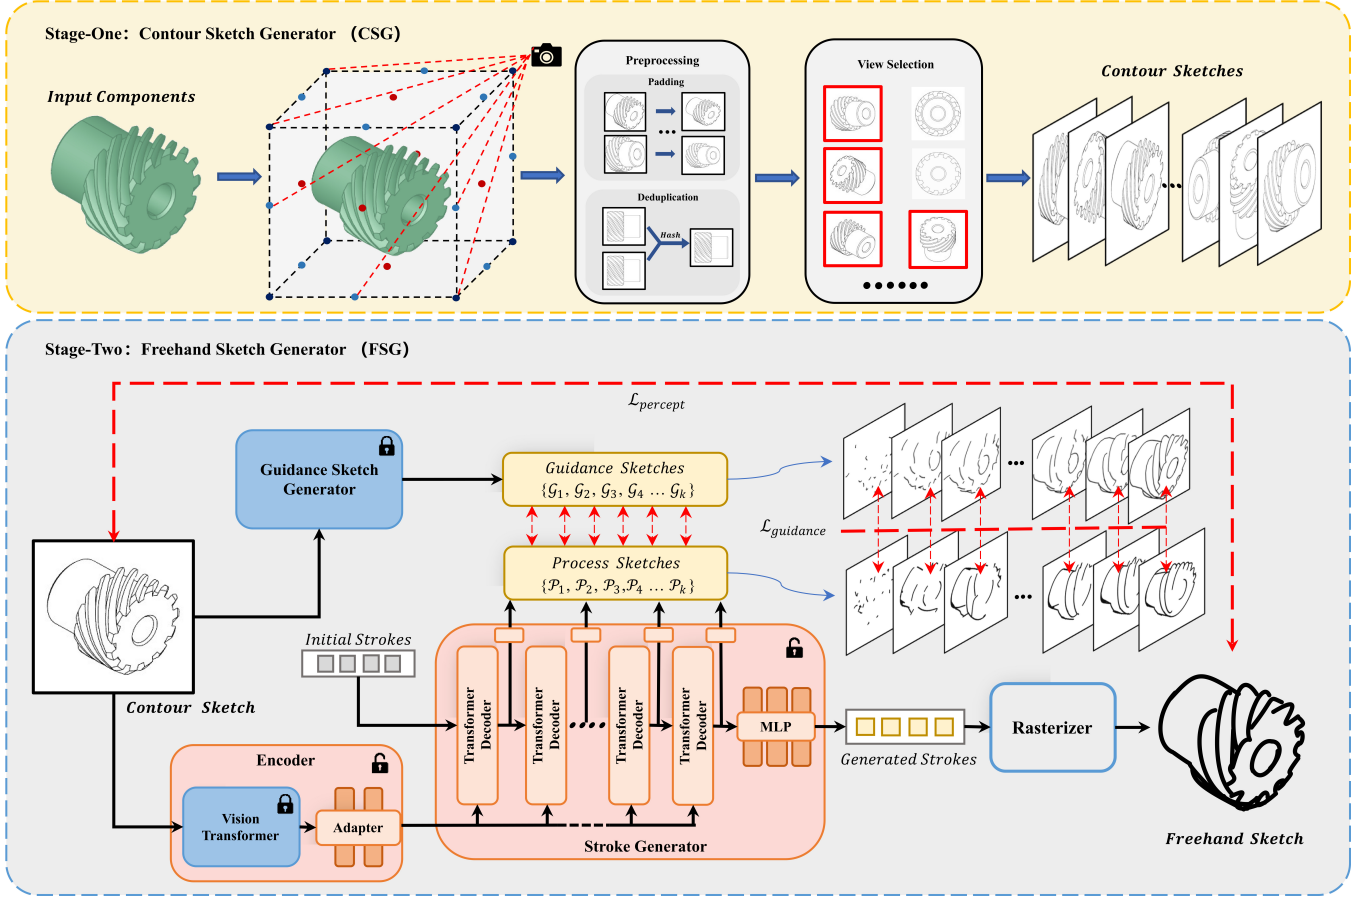 Stage-One: Contour Sketch Generator (CSG)
Input Components
Preprocessing
Padding
Deduplication
Hash
View Selection
Contour Sketches
Stage-Two: Freehand Sketch Generator (FSG)
ℒpercept
Guidance Sketch
Generator
Guidance Sketches
{𝒢1, 𝒢2, 𝒢3, 𝒢4 ... 𝒢k}
ℒguidance
Process Sketches
{𝒫1, 𝒫2, 𝒫3,𝒫4 ... 𝒫k}
Contour Sketch
Initial Strokes
Transformer
Decoder
Transformer
Decoder
Transformer
Decoder
Transformer
Decoder
MLP
Generated Strokes
Rasterizer
Freehand Sketch
Encoder
Vision
Transformer
Adapter
Stroke Generator